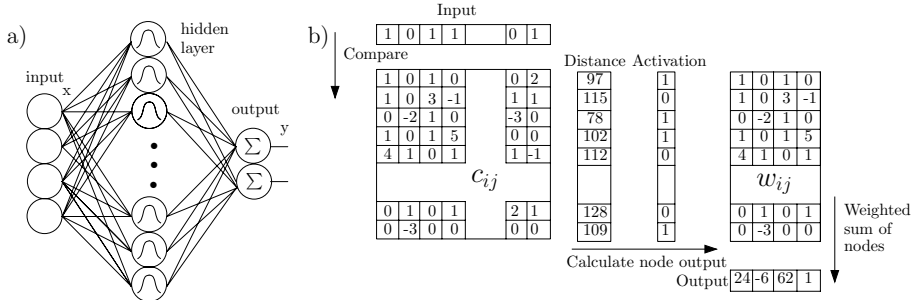 a)
hidden
layer
input
x
output
y
Σ
Σ
b)
Input
1 0 1 1 0 1
Compare
Distance Activation
1 0 1 0 0 2
1 0 3 -1 1 1
0 -2 1 0 -3 0
1 0 1 5 0 0
4 1 0 1 1 -1
c_{ij}
0 1 0 1 2 1
0 -3 0 0 0 0
97 1
115 0
78 1
102 1
112 0
128 0
109 1
Calculate node output
1 0 1 0
1 0 3 -1
0 -2 1 0
1 0 1 5
4 1 0 1
w_{ij}
0 1 0 1
0 -3 0 0
Weighted
sum of
nodes
Output 24 -6 62 1